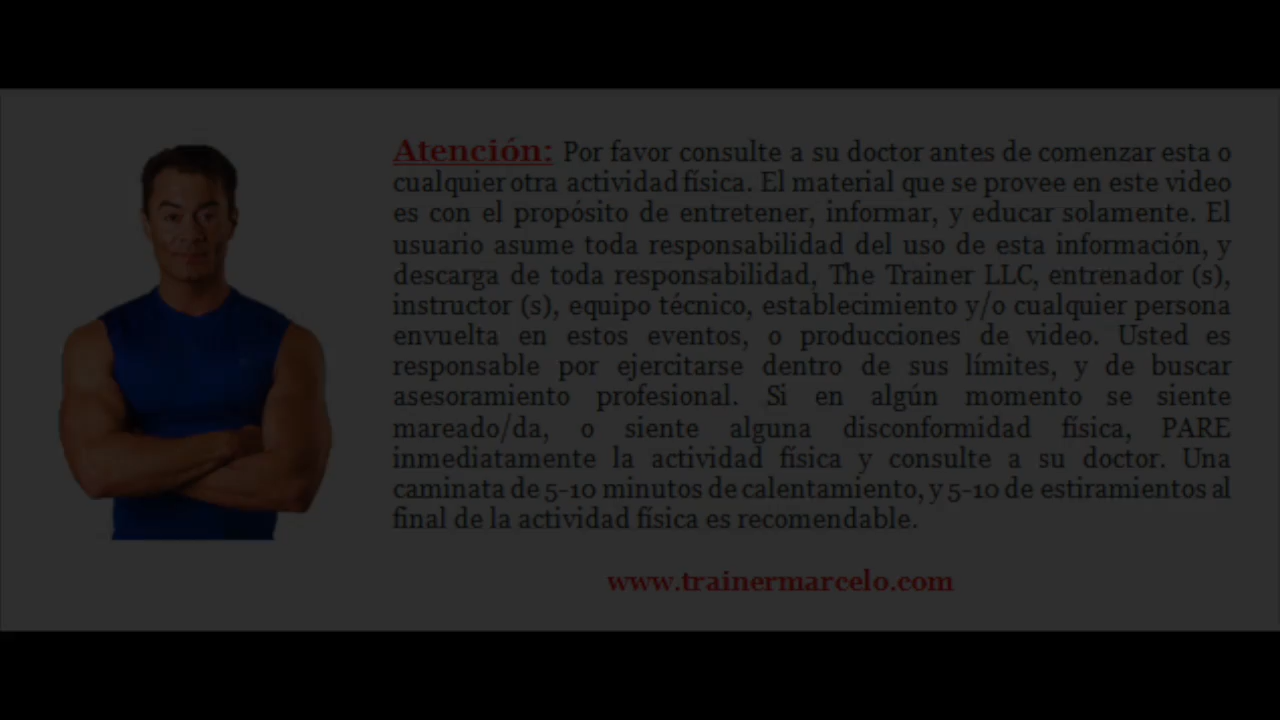 Atención: Por favor consulte a su doctor antes de comenzar esta o
cualquier otra actividad física. El material que se provee en este video
es con el propósito de entretener, informar, y educar solamente. El
usuario asume toda responsabilidad del uso de esta información, y
descarga de toda responsabilidad, The Trainer LLC, entrenador (s),
instructor (s), equipo técnico, establecimiento y/o cualquier persona
envuelta en estos eventos, o producciones de video. Usted es
responsable por ejercitarse dentro de sus límites, y de buscar
asesoramiento profesional. Si en algún momento se siente
mareado/da, o siente alguna disconformidad física, PARE
inmediatamente la actividad física y consulte a su doctor. Una
caminata de 5-10 minutos de calentamiento, y 5-10 de estiramientos al
final de la actividad física es recomendable.
www.trainermarcelo.com